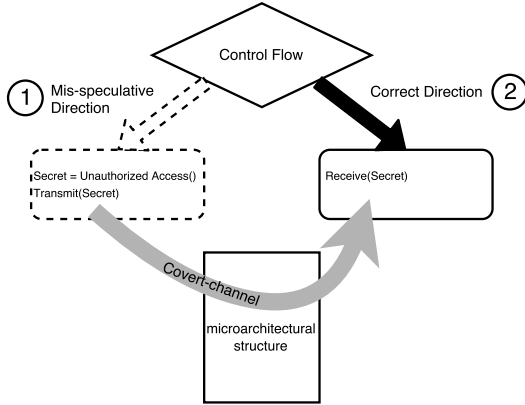 Control Flow
1
Mis-speculative
Direction
Correct Direction
2
Secret = Unauthorized Access()
Transmit(Secret)
Receive(Secret)
Covert-channel
microarchitectural
structure